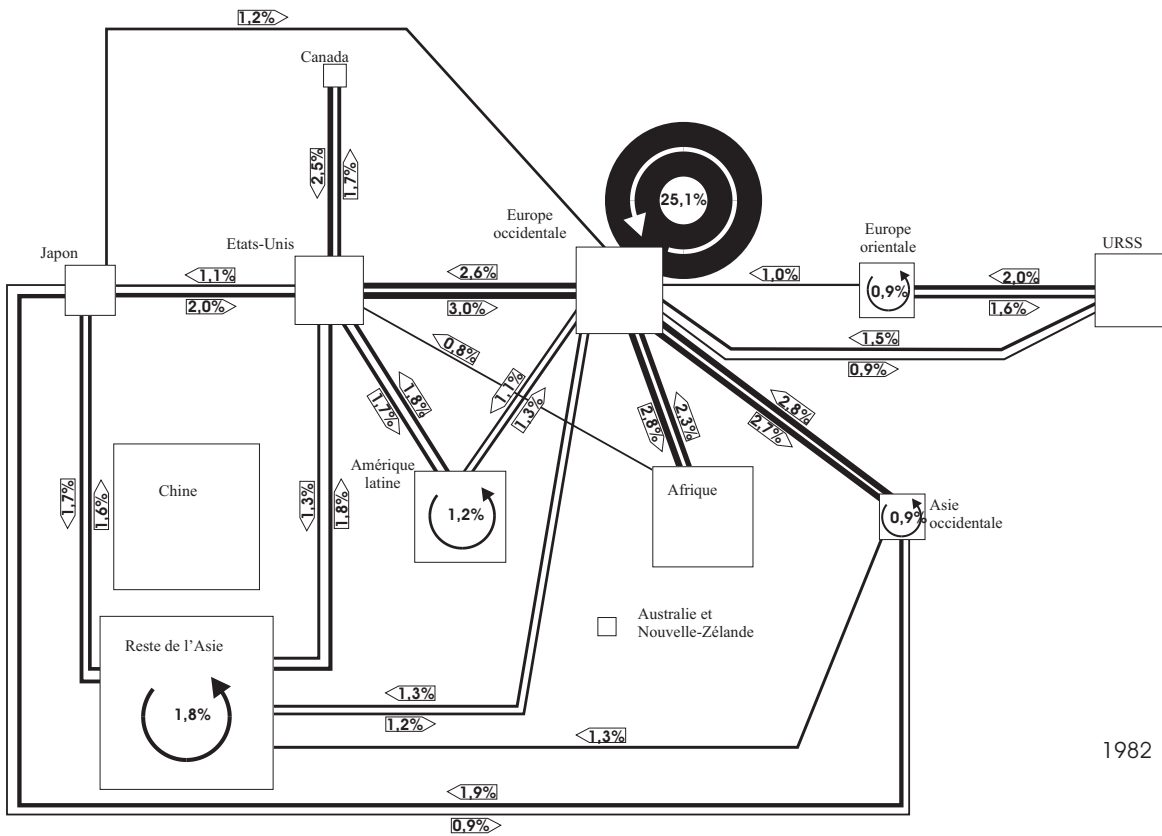 1,2%
Canada
2,5%
1,7%
25,1%
Europe
occidentale
Europe
orientale
URSS
Japon
Etats-Unis
1,1%
2,0%
2,6%
3,0%
1,0%
0,9%
2,0%
1,6%
1,5%
0,9%
0,8%
1,7%
1,8%
1,1%
1,3%
2,8%
2,3%
2,8%
2,7%
Amérique
latine
1,2%
Chine
Afrique
0,9%
Asie
occidentale
1,7%
1,6%
1,3%
1,8%
Australie et
Nouvelle-Zélande
Reste de l'Asie
1,8%
1,3%
1,2%
1,3%
1982
1,9%
0,9%